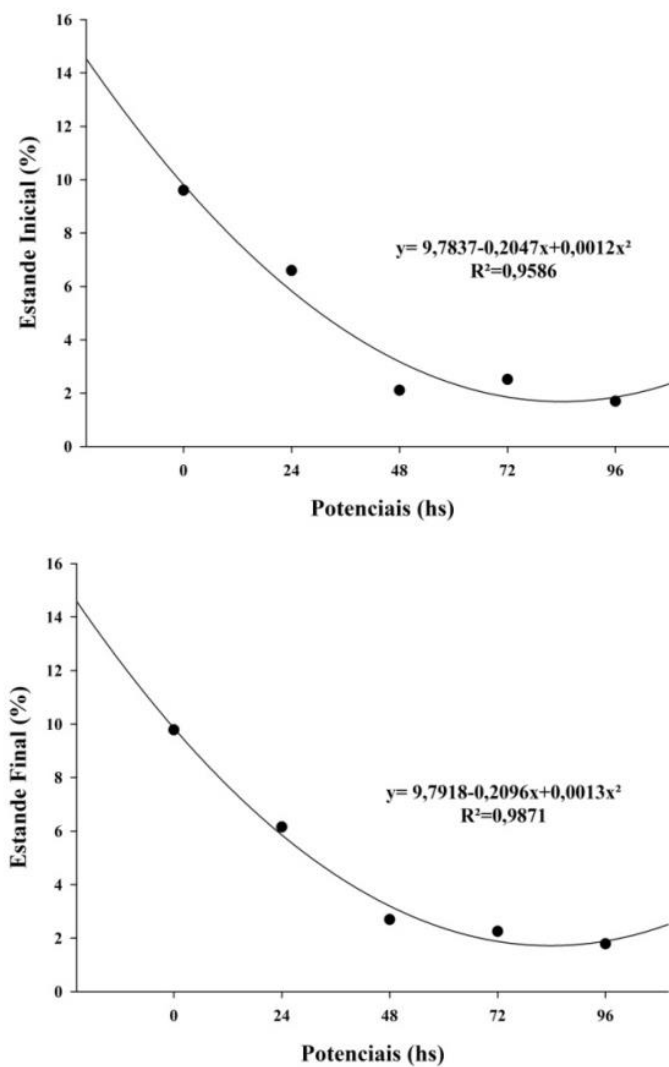 16
14
12
10
8
6
4
2
0
Estande Inicial (%)
y= 9,7837-0,2047x+0,0012x²
R²=0,9586
0 24 48 72 96
Potenciais (hs)
16
14
12
10
8
6
4
2
0
Estande Final (%)
y= 9,7918-0,2096x+0,0013x²
R²=0,9871
0 24 48 72 96
Potenciais (hs)